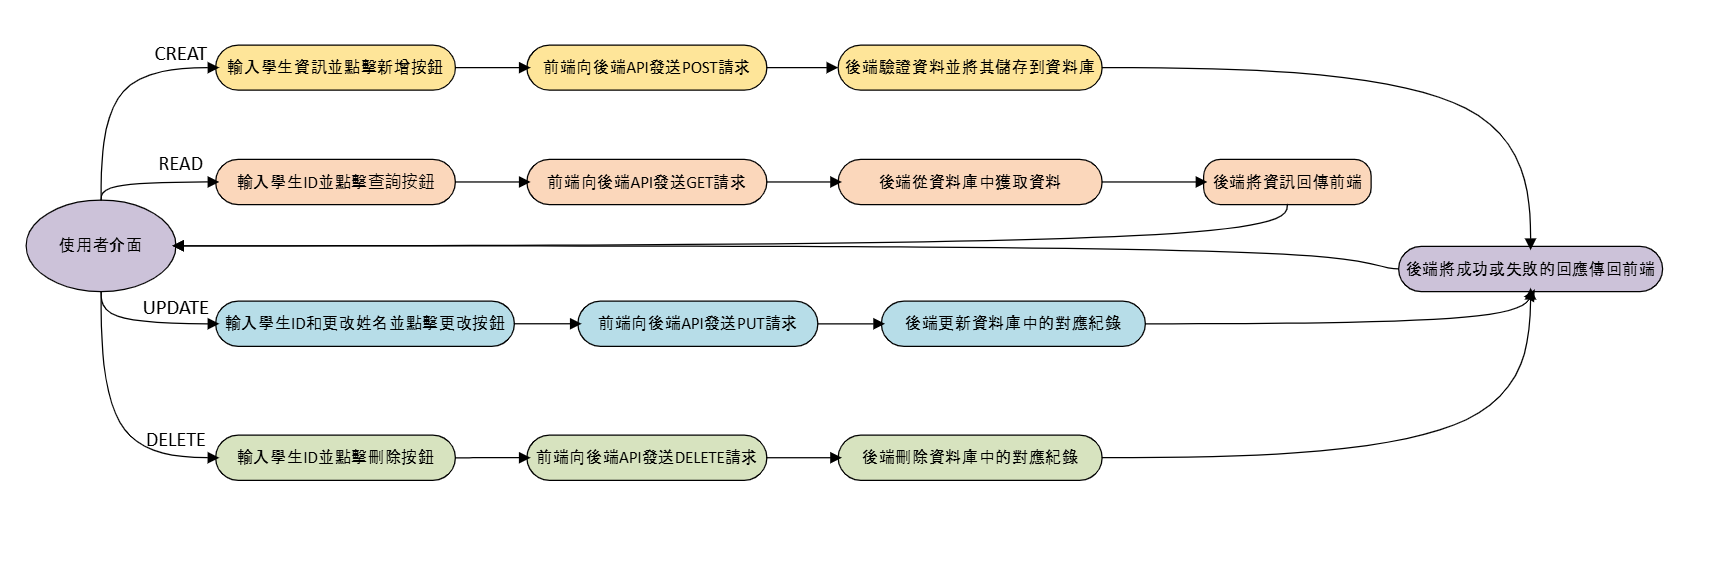 CREAT
輸入學生資訊並點擊新增按鈕
前端向後端API發送POST請求
後端驗證資料並將其儲存到資料庫
READ
輸入學生ID並點擊查詢按鈕
前端向後端API發送GET請求
後端從資料庫中獲取資料
後端將資訊回傳前端
使用者介面
後端將成功或失敗的回應傳回前端
UPDATE
輸入學生ID和更改姓名並點擊更改按鈕
前端向後端API發送PUT請求
後端更新資料庫中的對應紀錄
DELETE
輸入學生ID並點擊刪除按鈕
前端向後端API發送DELETE請求
後端刪除資料庫中的對應紀錄